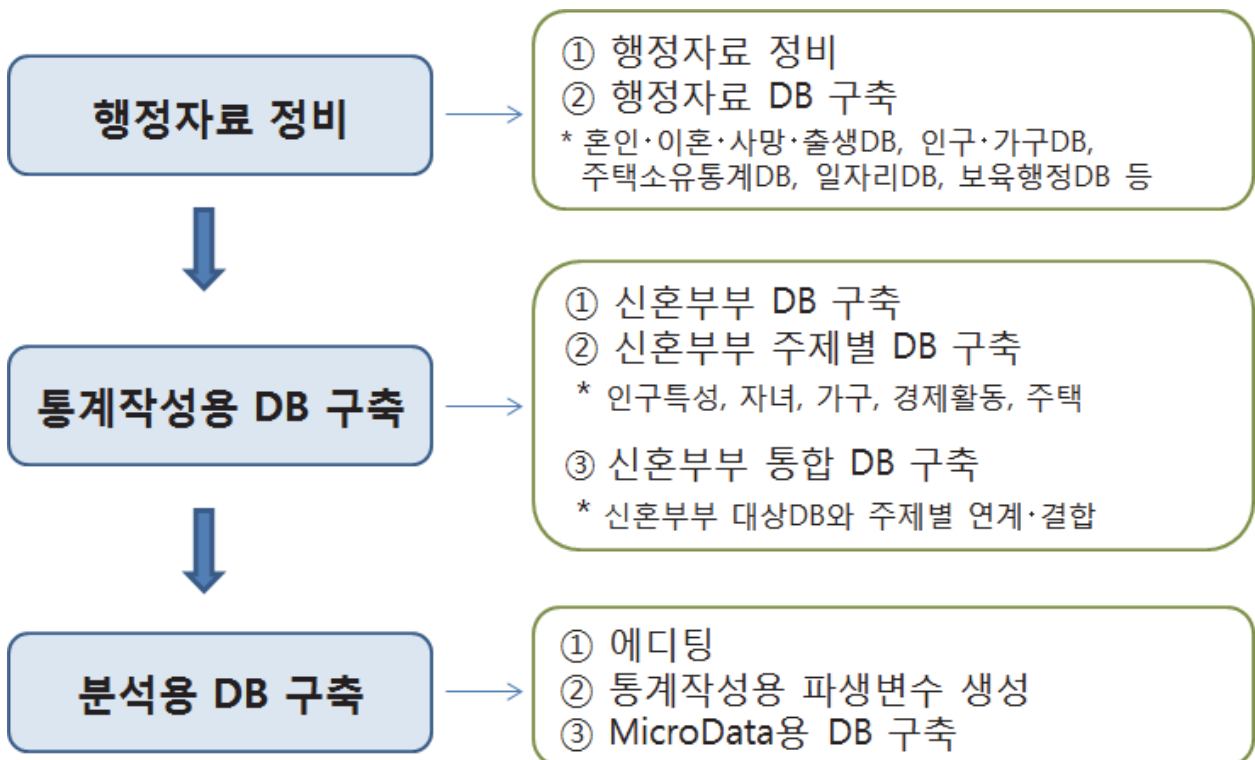 행정자료 정비
① 행정자료 정비
② 행정자료 DB 구축
* 혼인·이혼·사망·출생DB, 인구·가구DB,
주택소유통계DB, 일자리DB, 보육행정DB 등
통계작성용 DB 구축
① 신혼부부 DB 구축
② 신혼부부 주제별 DB 구축
* 인구특성, 자녀, 가구, 경제활동, 주택
③ 신혼부부 통합 DB 구축
* 신혼부부 대상DB와 주제별 연계·결합
분석용 DB 구축
① 에디팅
② 통계작성용 파생변수 생성
③ MicroData용 DB 구축